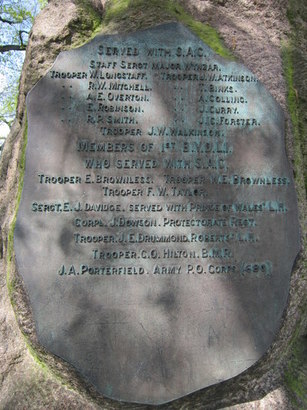 SERVED WITH S.A.C.
STAFF SERGT MAJOR WYNZAR.
TROOPER W. LONGSTAFF. TROOPER J. W. ATKINSON.
" R.W. MITCHELL. " T. BINKS.
" A.E. OVERTON. " A. COLLING.
" E. ROBINSON. " J. CURRY.
" R.P. SMITH. " J.C. FORSTER.
TROOPER J.W. WALKINSON.
MEMBERS OF 1ST B.V.D.L.I.
WHO SERVED WITH S.A.C.
TROOPER E. BROWNLESS. TROOPER W.E. BROWNLESS.
TROOPER F.W. TAYLOR.
SERGT. E.J. DAVIDGE. SERVED WITH PRINCE OF WALES' L.H.
CORPL. J. DOWSON. PROTECTORATE REGT.
TROOPER. J.E. DRUMMOND. ROBERTS' L.H.
TROOPER. C.O. HILTON. B.M.R.
J.A. PORTERFIELD. ARMY P.O. CORPS